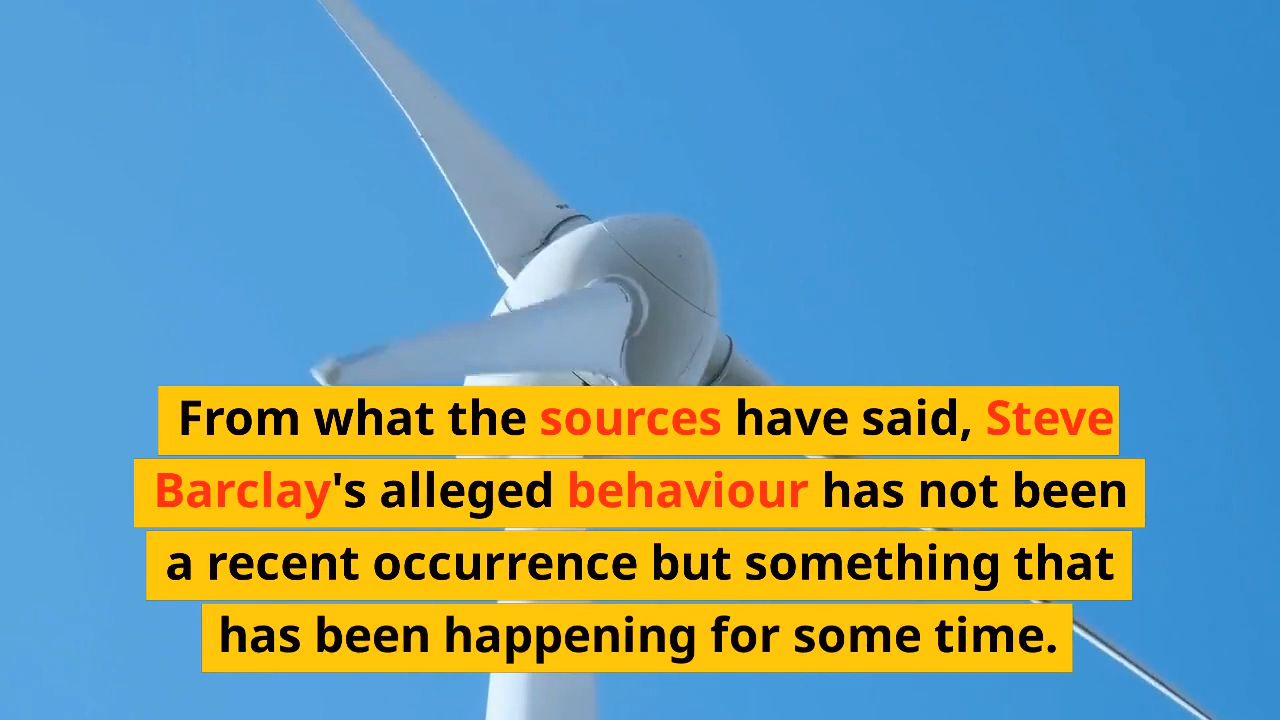 From what the sources have said, Steve
Barclay's alleged behaviour has not been
a recent occurrence but something that
has been happening for some time.